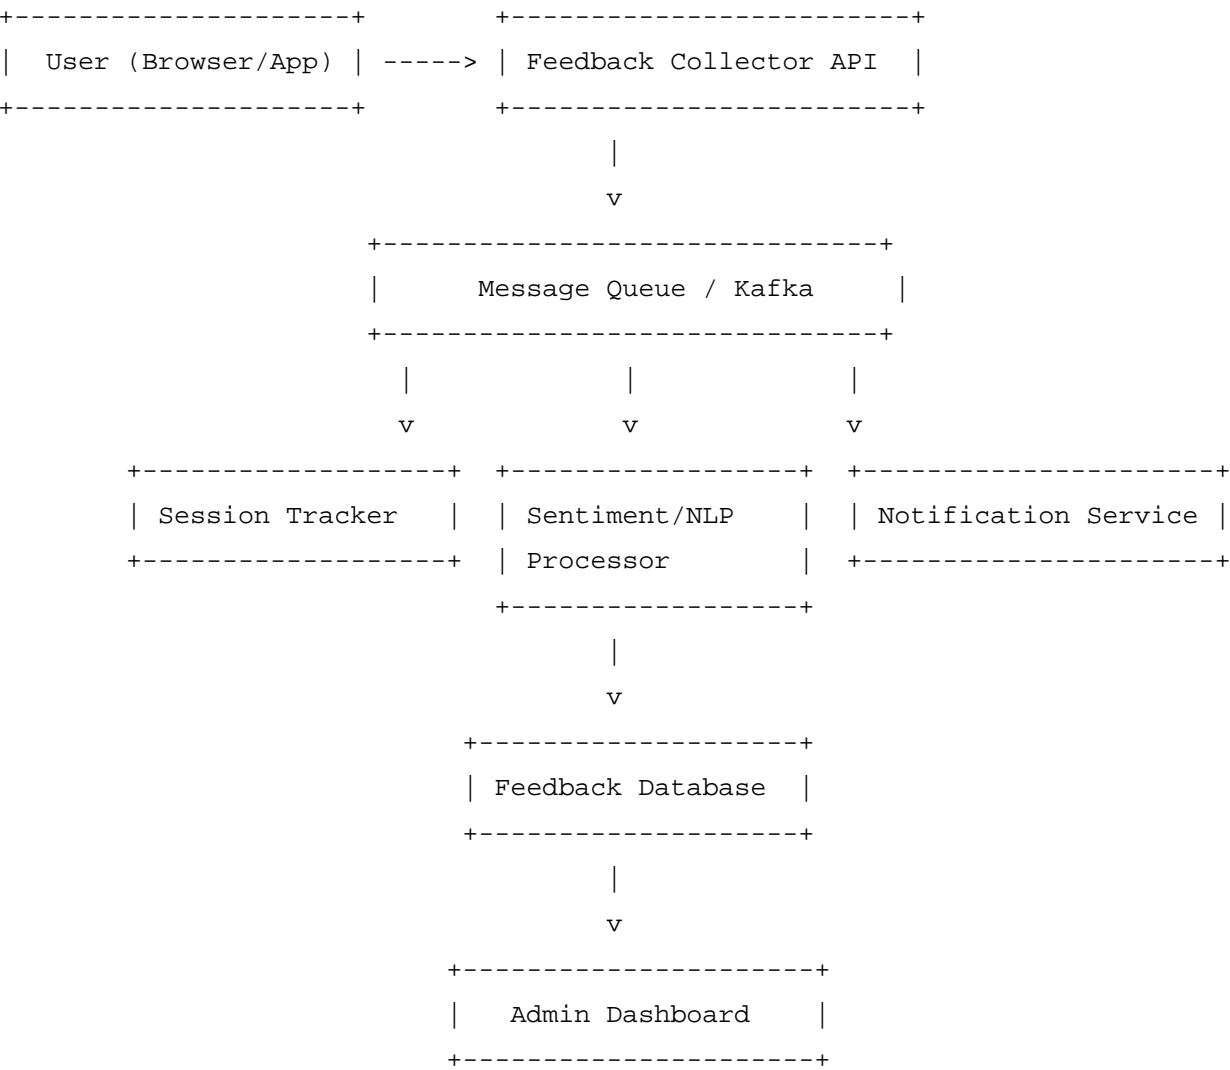 +---------------------+        +-------------------------+
|  User (Browser/App) | -----> | Feedback Collector API  |
+---------------------+        +-------------------------+
                                      |
                                      v
                       +-------------------------------+
                       |      Message Queue / Kafka     |
                       +-------------------------------+
                         |             |             |
                         v             v             v
        +-------------------+  +------------------+  +----------------------+
        | Session Tracker   |  | Sentiment/NLP    |  | Notification Service |
        +-------------------+  | Processor        |  +----------------------+
                               +------------------+
                                      |
                                      v
                             +--------------------+
                             | Feedback Database  |
                             +--------------------+
                                      |
                                      v
                            +----------------------+
                            |   Admin Dashboard    |
                            +----------------------+